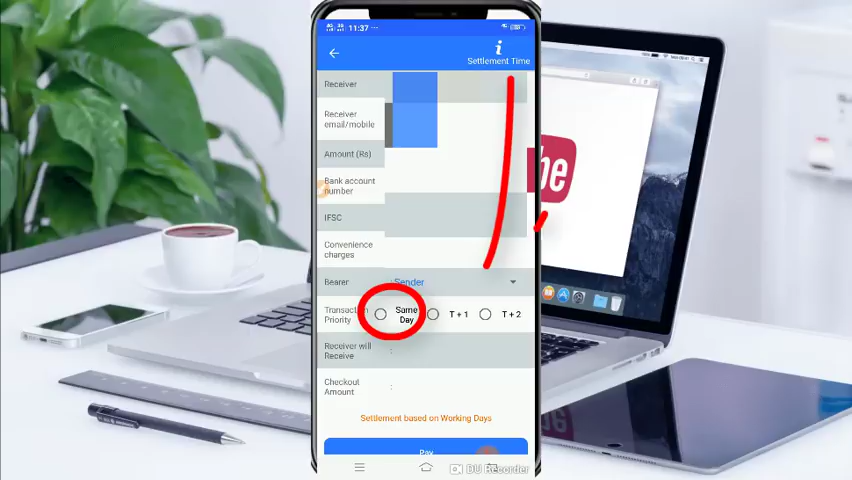 11:37
Settlement Time
Receiver
Receiver
email/mobile
Amount (Rs)
Bank account
number
IFSC
Convenience
charges
Bearer : Sender
Transaction
Priority
Same
Day
T + 1
T + 2
Receiver will
Receive :
Checkout
Amount :
Settlement based on Working Days
Pay
DU Recorder
be